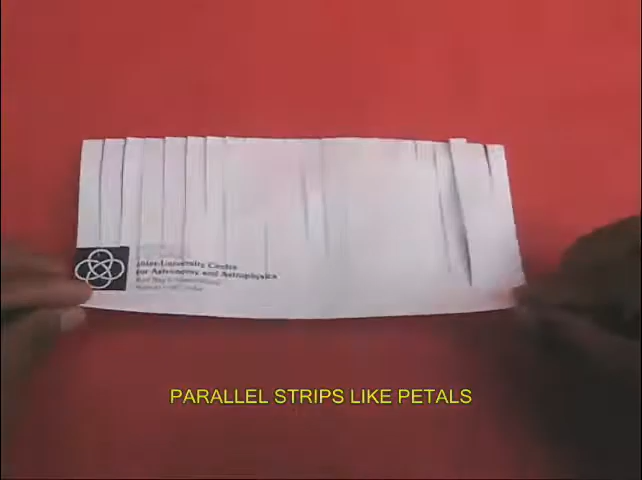 Inter-University Centre
for Astronomy and Astrophysics
PARALLEL STRIPS LIKE PETALS